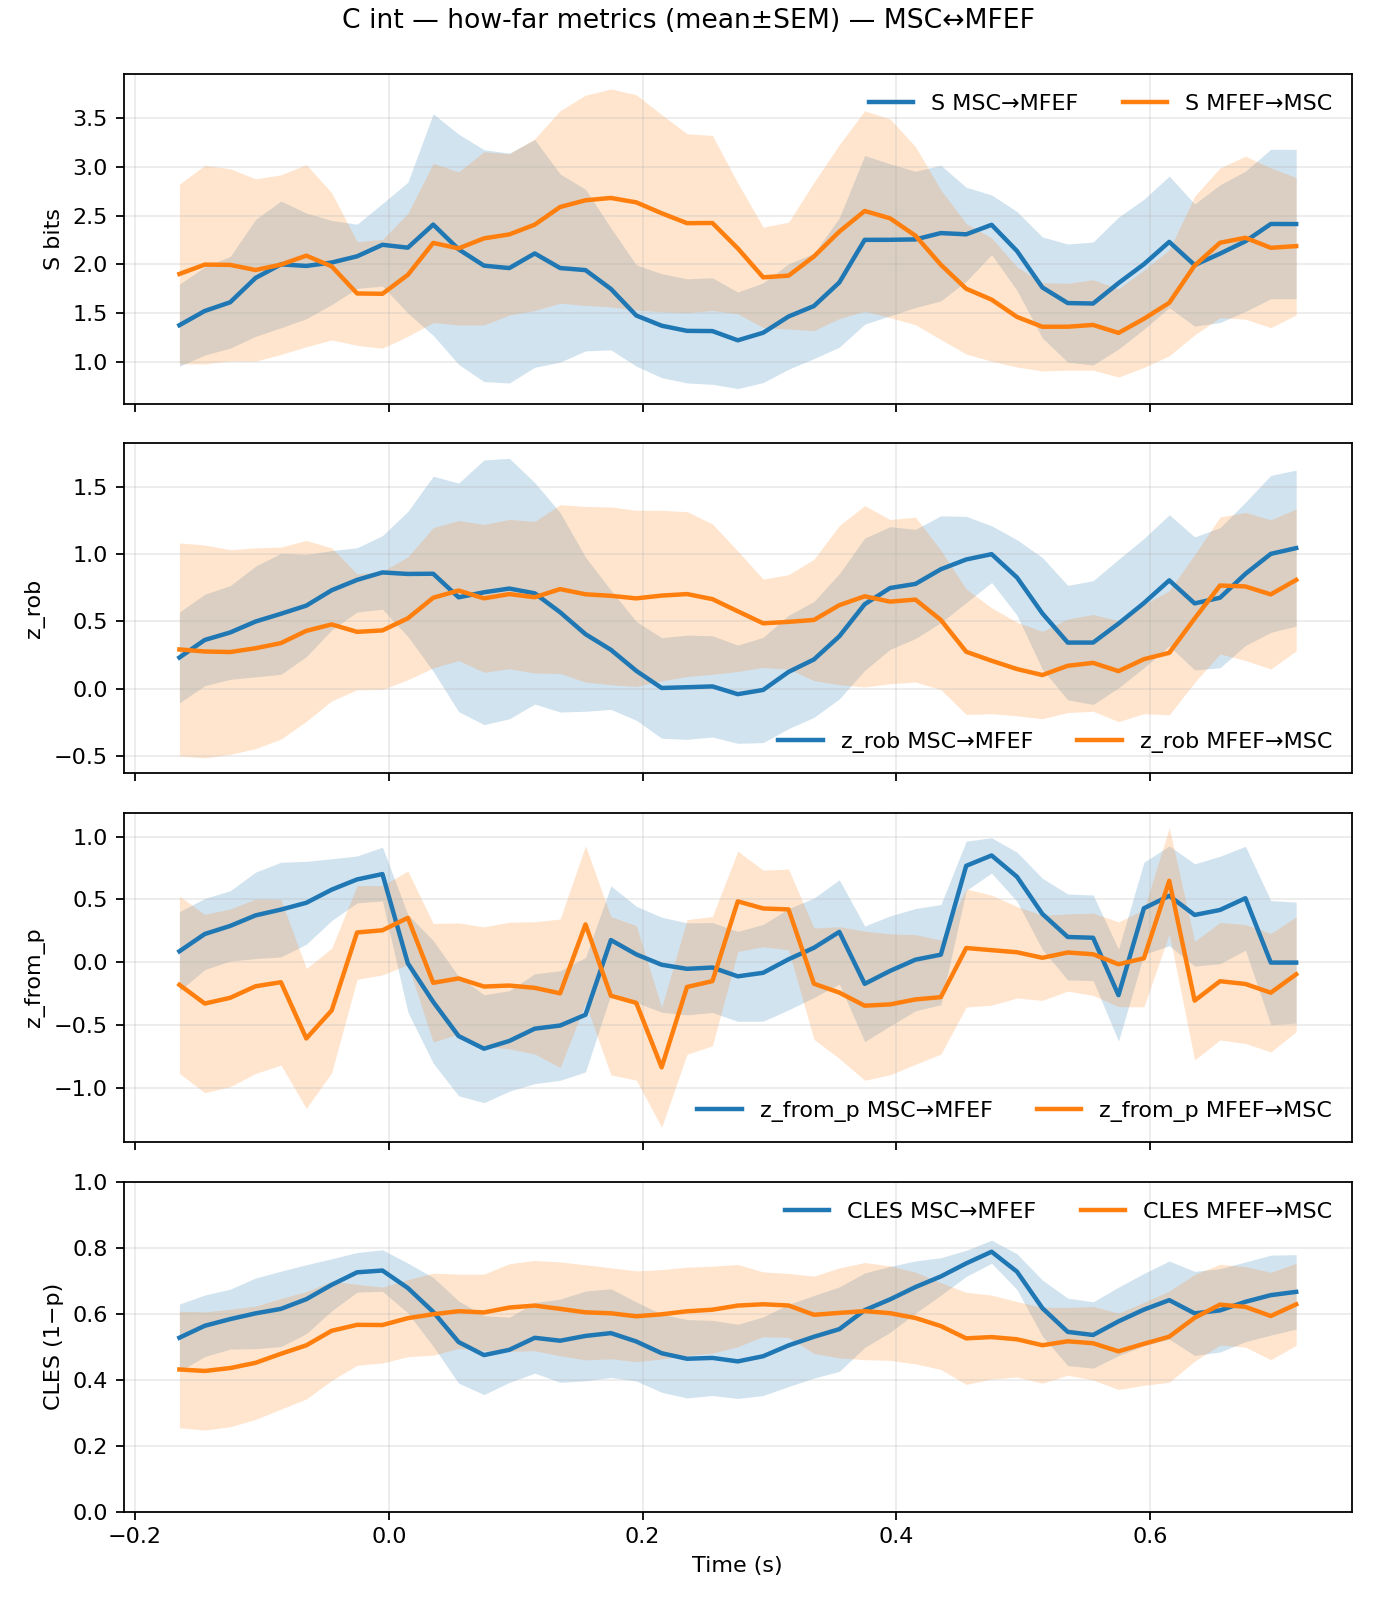 C int — how-far metrics (mean±SEM) — MSC↔MFEF
S MSC→MFEF
S MFEF→MSC
S bits
3.5
3.0
2.5
2.0
1.5
1.0
z_rob
1.5
1.0
0.5
0.0
−0.5
z_rob MSC→MFEF
z_rob MFEF→MSC
z_from_p
1.0
0.5
0.0
−0.5
−1.0
z_from_p MSC→MFEF
z_from_p MFEF→MSC
CLES MSC→MFEF
CLES MFEF→MSC
CLES (1−p)
1.0
0.8
0.6
0.4
0.2
0.0
−0.2
0.0
0.2
0.4
0.6
Time (s)